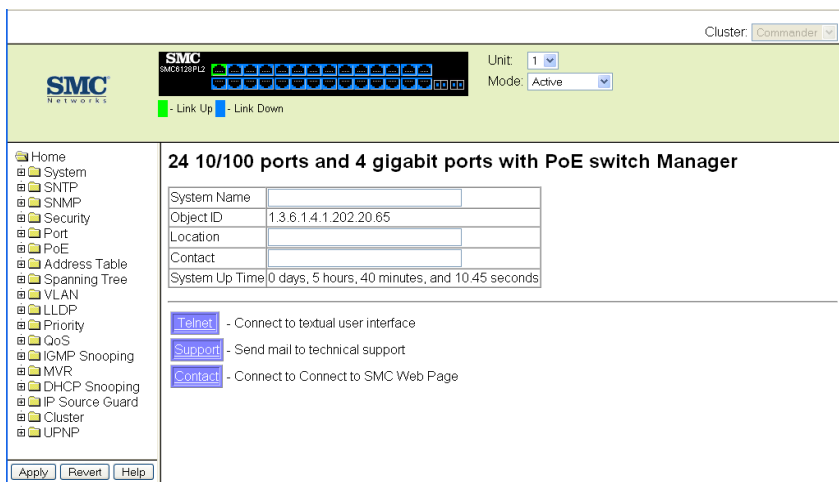 Cluster: Commander
SMC
SMC6128PL2
Unit: 1
Mode: Active
SMC
Networks
- Link Up - Link Down
Home
System
SNTP
SNMP
Security
Port
PoE
Address Table
Spanning Tree
VLAN
LLDP
Priority
QoS
IGMP Snooping
MVR
DHCP Snooping
IP Source Guard
Cluster
UPNP
Apply Revert Help
24 10/100 ports and 4 gigabit ports with PoE switch Manager
System Name
Object ID 1.3.6.1.4.1.202.20.65
Location
Contact
System Up Time 0 days, 5 hours, 40 minutes, and 10.45 seconds
Telnet - Connect to textual user interface
Support - Send mail to technical support
Contact - Connect to Connect to SMC Web Page